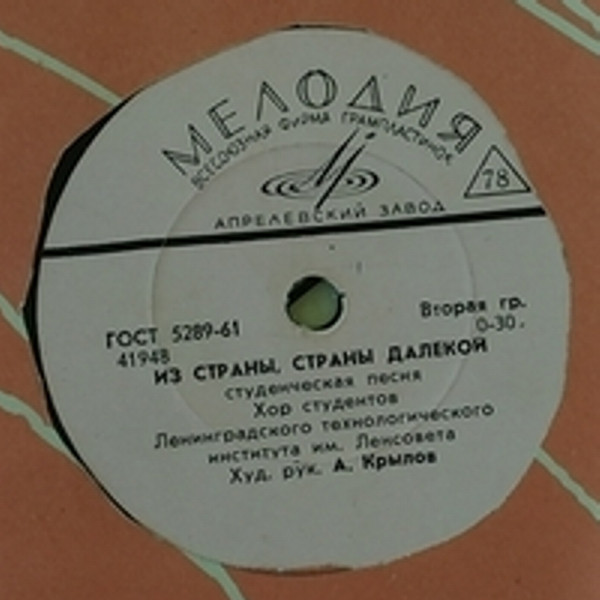 МЕЛОДИЯ
ВСЕСОЮЗНАЯ ФИРМА ГРАМПЛАСТИНОК
78
АПРЕЛЕВСКИЙ ЗАВОД
ГОСТ 5289-61
Вторая гр.
41948
0-30.
ИЗ СТРАНЫ, СТРАНЫ ДАЛЕКОЙ
студенческая песня
Хор студентов
Ленинградского технологического
института им. Ленсовета
Худ. рук. А. Крылов